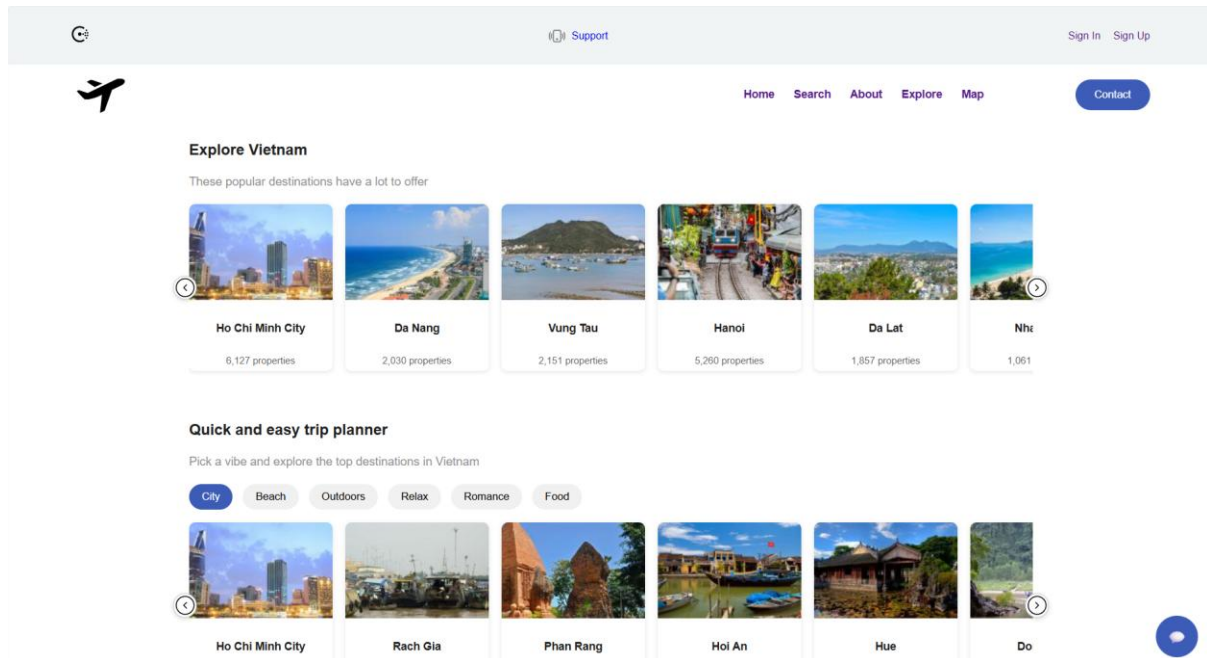 Support
Sign In Sign Up
Home Search About Explore Map
Contact
Explore Vietnam
These popular destinations have a lot to offer
Ho Chi Minh City Da Nang Vung Tau Hanoi Da Lat Nha
6,127 properties 2,030 properties 2,151 properties 5,260 properties 1,857 properties 1,061
Quick and easy trip planner
Pick a vibe and explore the top destinations in Vietnam
City Beach Outdoors Relax Romance Food
Ho Chi Minh City Rach Gia Phan Rang Hoi An Hue Do